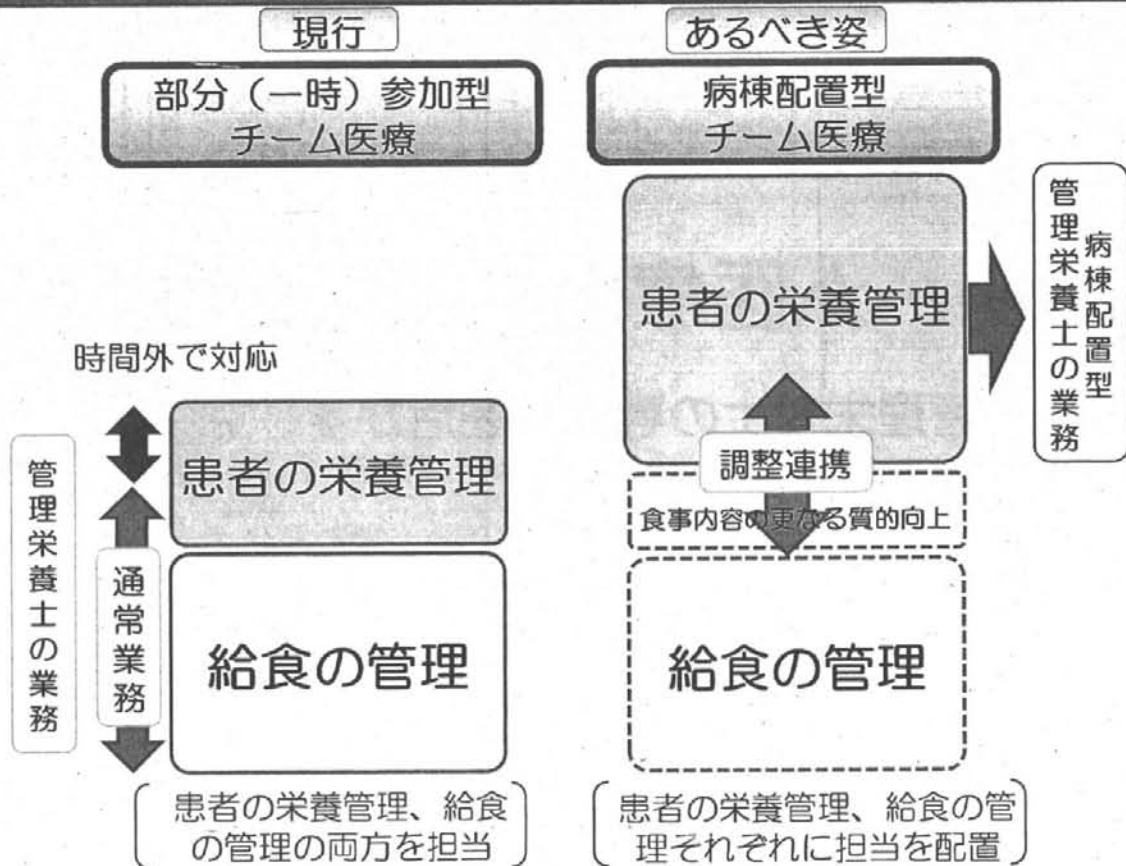 現行
部分（一時）参加型
チーム医療
時間外で対応
管理栄養士の業務
通常業務
患者の栄養管理
給食の管理
患者の栄養管理、給食
の管理の両方を担当
あるべき姿
病棟配置型
チーム医療
患者の栄養管理
調整連携
食事内容の更なる質的向上
給食の管理
患者の栄養管理、給食の管
理それぞれに担当を配置
病棟配置型
管理栄養士の業務